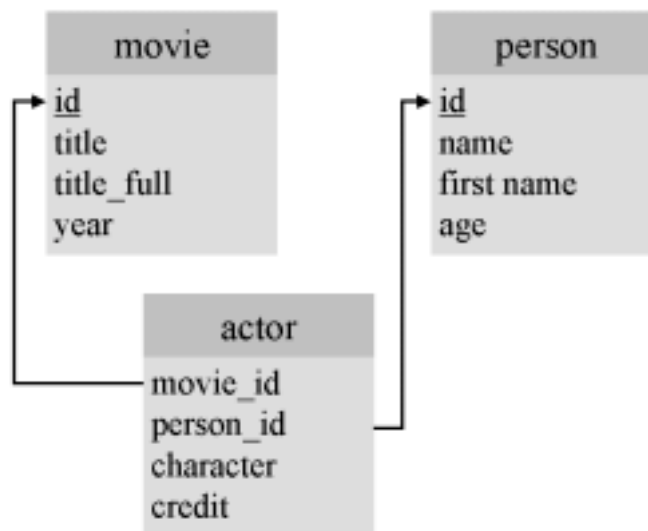 movie
id
title
title_full
year
person
id
name
first name
age
actor
movie_id
person_id
character
credit